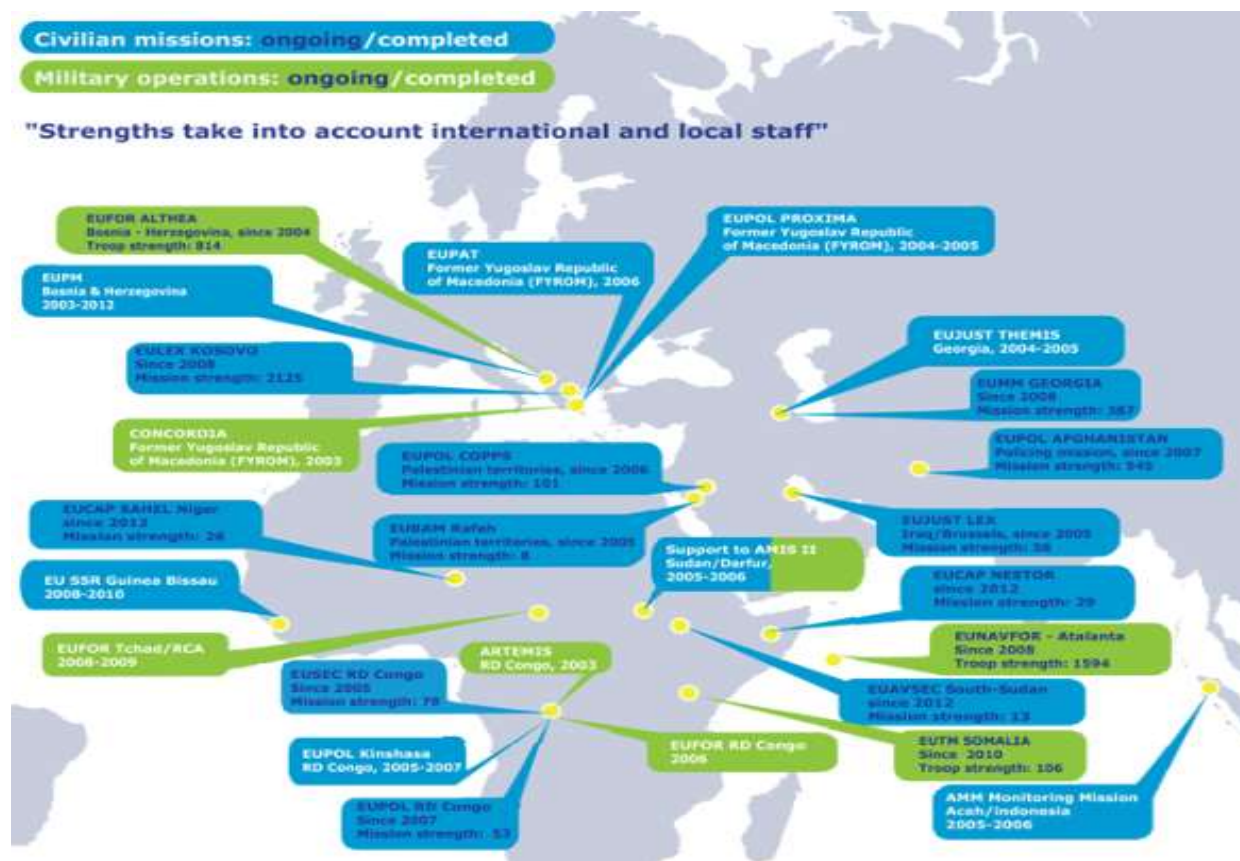 Civilian missions: ongoing/completed
Military operations: ongoing/completed
"Strengths take into account international and local staff"
EUFOR ALTHEA
Bosnia - Herzegovina, since 2004
Troop strength: 814
EUPAT
Former Yugoslav Republic
of Macedonia (FYROM), 2006
EUPOL PROXIMA
Former Yugoslav Republic
of Macedonia (FYROM), 2004-2005
EUPM
Bosnia & Herzegovina
2003-2012
EULEX KOSOVO
Since 2008
Mission strength: 2125
EUJUST THEMIS
Georgia, 2004-2005
EUMM GEORGIA
Since 2008
Mission strength:
CONCORDIA
Former Yugoslav Republic
of Macedonia (FYROM), 2003
EUPOL COPPS
Palestinian territories, since 2006
Mission strength: 101
EUPOL AFGHANISTAN
Policing mission, since 2007
Mission strength:
EUCAP SAHEL Niger
since 2012
Mission strength: 26
EUBAM Rafah
Palestinian territories, since 2005
Mission strength: 8
Support to AMIS II
Sudan/Darfur,
2005-2006
EUJUST LEX
Iraq/Brussels, since 2005
Mission strength:
EU SSR Guinea Bissau
2008-2010
EUCAP NESTOR
since 2012
Mission strength: 29
EUFOR Tchad/RCA
2008-2009
ARTEMIS
RD Congo, 2003
EUNAVFOR - Atalanta
Since 2008
Troop strength: 1594
EUSEC RD Congo
Since 2005
Mission strength: 78
EUAVSEC South-Sudan
since 2012
Mission strength: 13
EUPOL Kinshasa
RD Congo, 2005-2007
EUFOR RD Congo
2006
EUTM SOMALIA
Since 2010
Troop strength: 106
EUPOL RD Congo
Since 2007
Mission strength: 53
AMM Monitoring Mission
Aceh/Indonesia
2005-2006